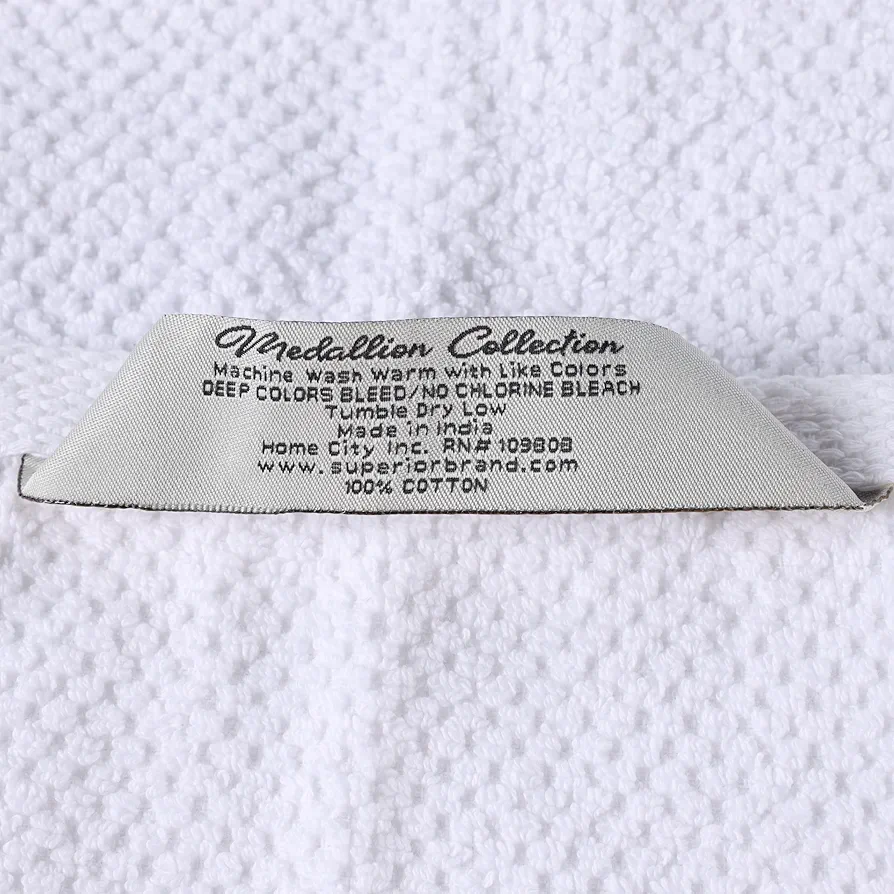 Medallion Collection
Machine Wash Warm With Like Colors
DEEP COLORS BLEED/NO CHLORINE BLEACH
Tumble Dry Low
Made in India
Home City Inc. RN# 109808
www.superiorbrand.com
100% COTTON